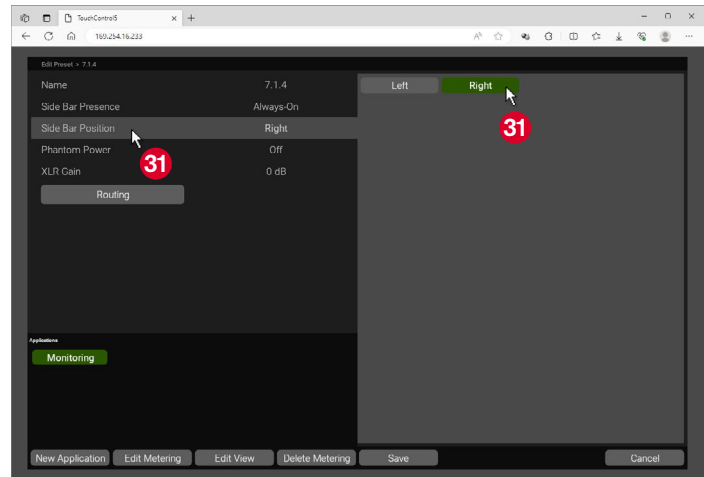 TouchControl5
169.254.16.233
Edit Preset > 7.1.4
Name 7.1.4
Side Bar Presence Always-On
Side Bar Position Right
Phantom Power Off
XLR Gain 0 dB
Routing
Left Right
31
31
Applications
Monitoring
New Application Edit Metering Edit View Delete Metering Save Cancel